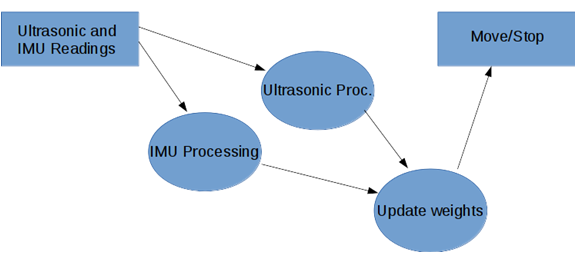 Ultrasonic and
IMU Readings
Move/Stop
Ultrasonic Proc.
IMU Processing
Update weights